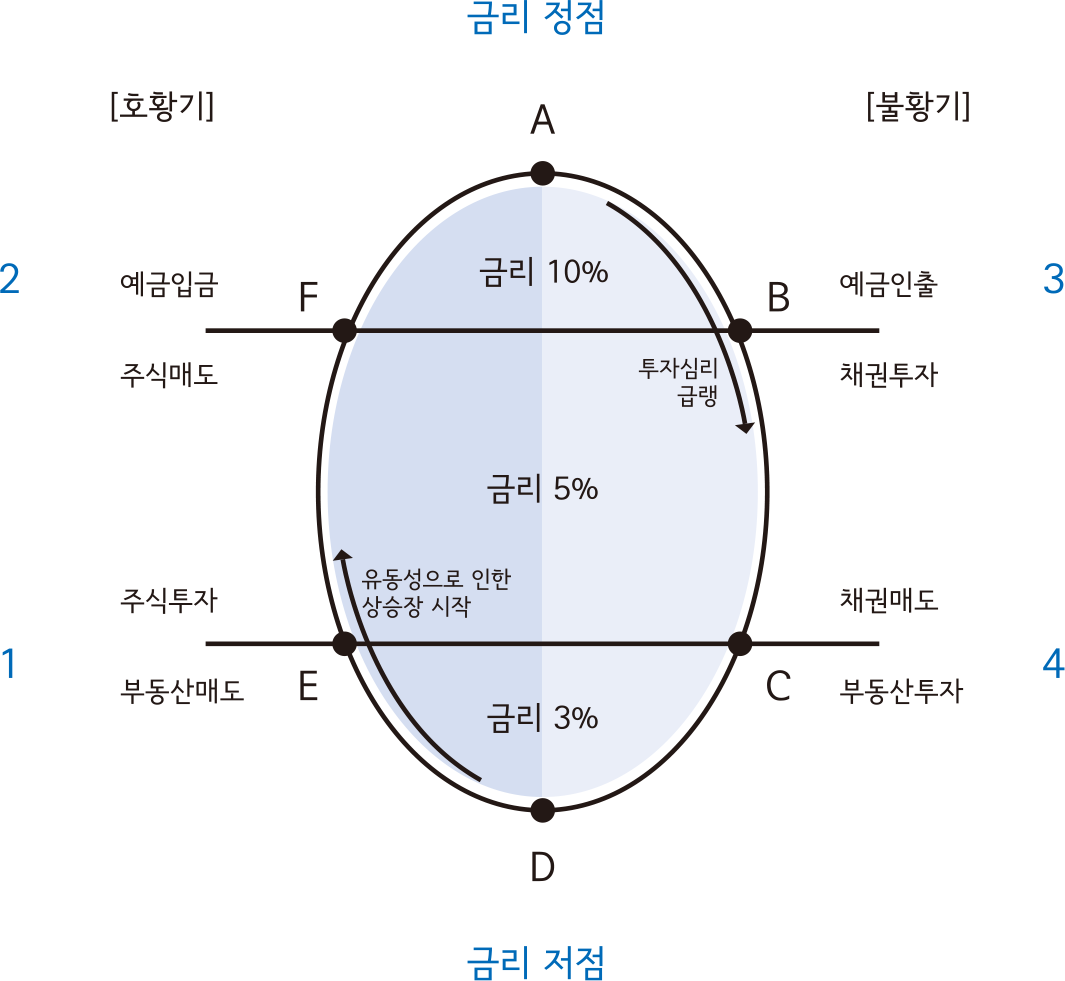 금리 정점
[호황기]
[불황기]
A
금리 10%
2
예금입금
F
B
예금인출
3
주식매도
투자심리
급랭
채권투자
금리 5%
유동성으로 인한
상승장 시작
주식투자
채권매도
1
부동산매도
E
C
부동산투자
4
금리 3%
D
금리 저점